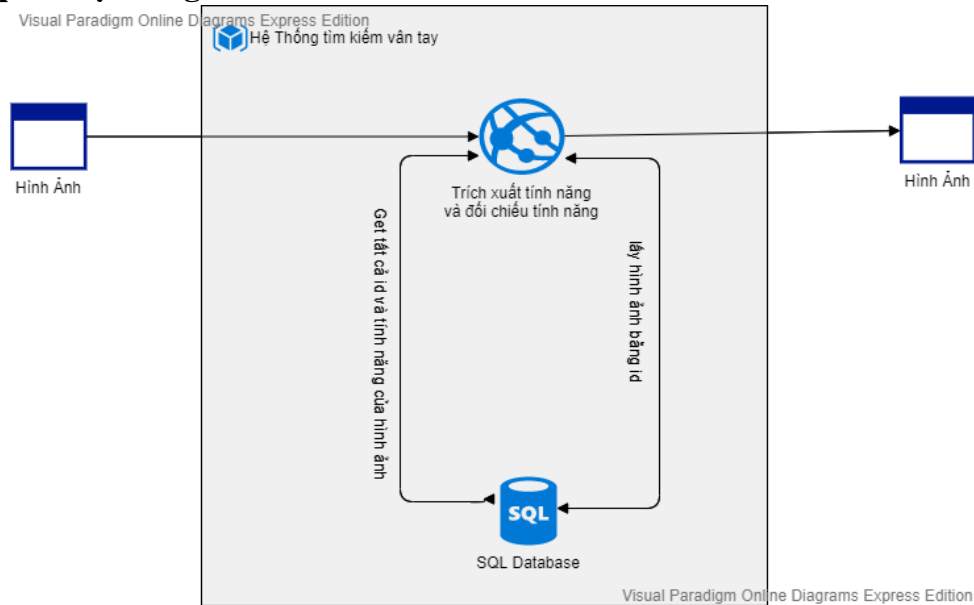 Visual Paradigm Online Diagrams Express Edition
Hệ Thống tìm kiếm vân tay
Hình Ảnh
Hình Ảnh
Trích xuất tính năng
và đối chiếu tính năng
Get tất cả id và tính năng của hình ảnh
lấy hình ảnh bằng id
SQL
SQL Database
Visual Paradigm Online Diagrams Express Edition